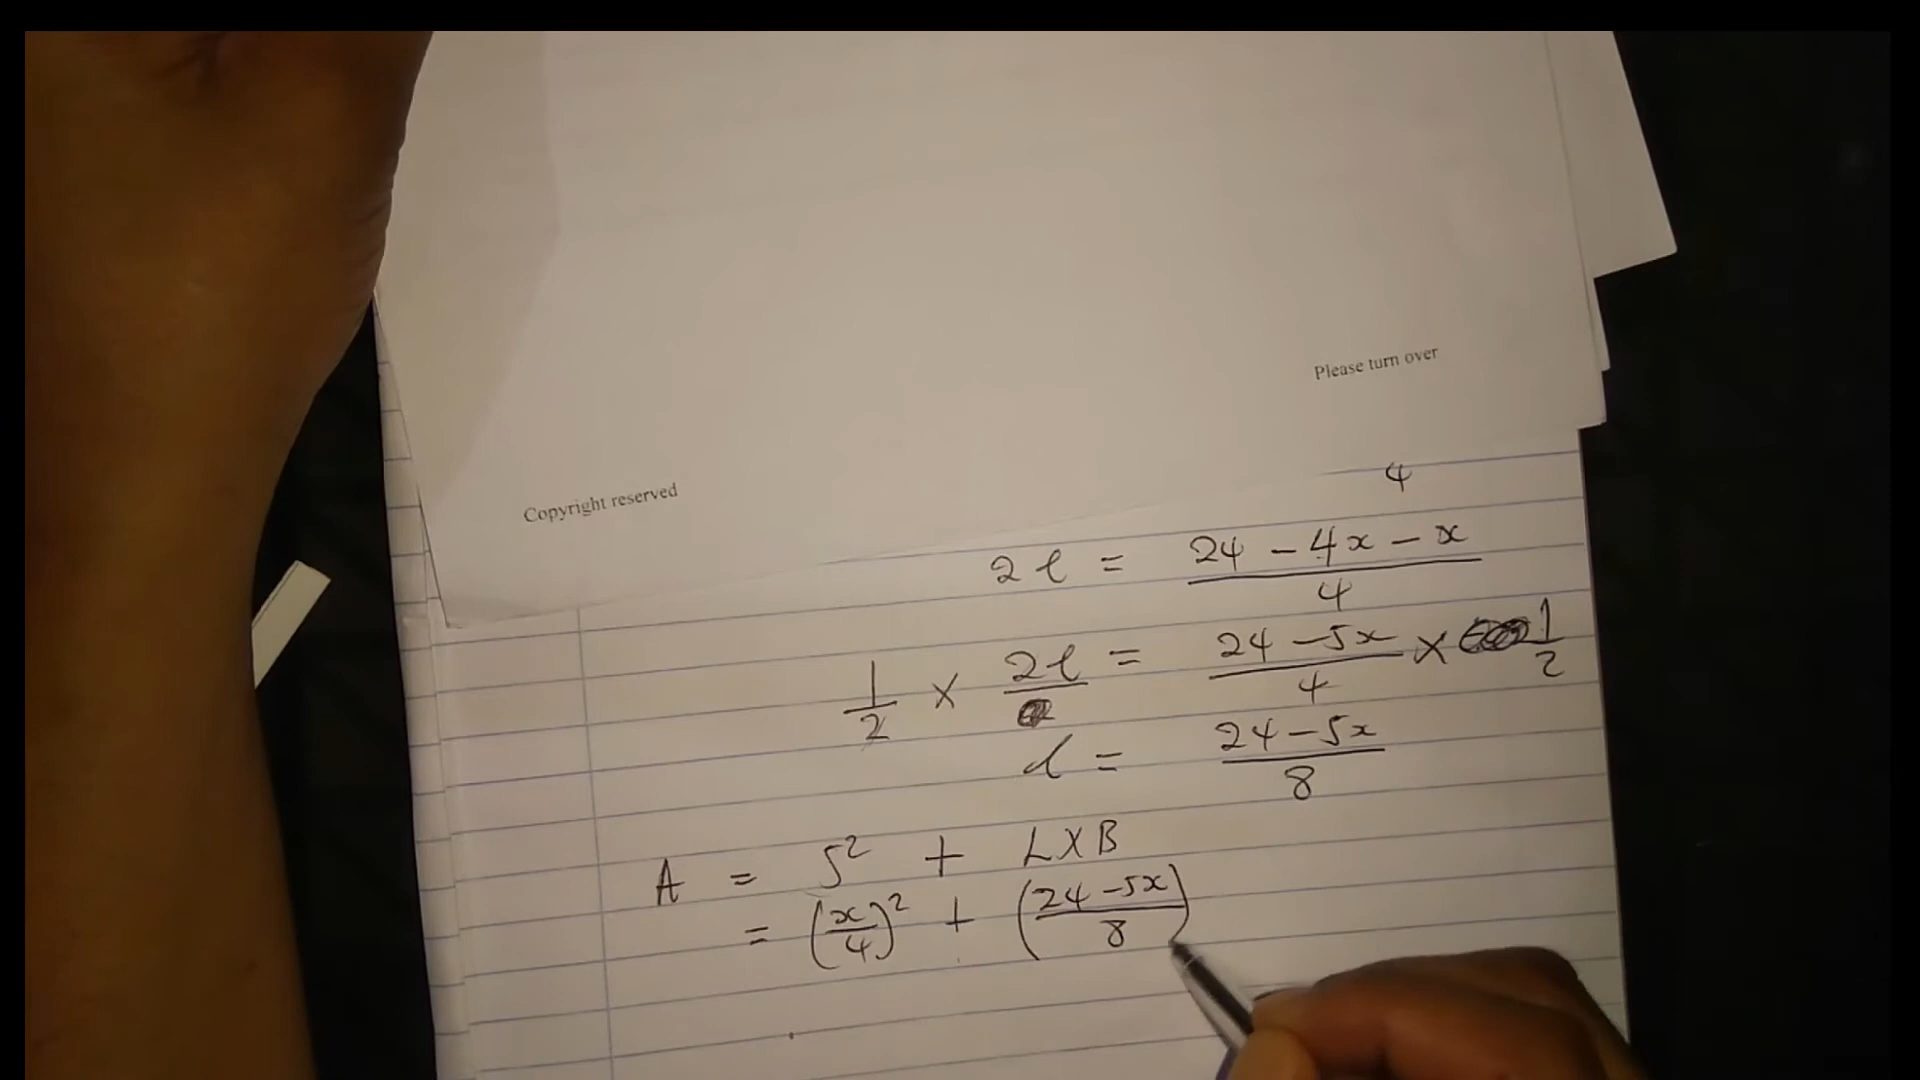 Please turn over
Copyright reserved
4
2l = (24 - 4x - x)/4
1/2 × 2l = (24 - 5x)/4 × 1/2
l = (24 - 5x)/8
A = S² + L×B
= (x/4)² + ((24 - 5x)/8)